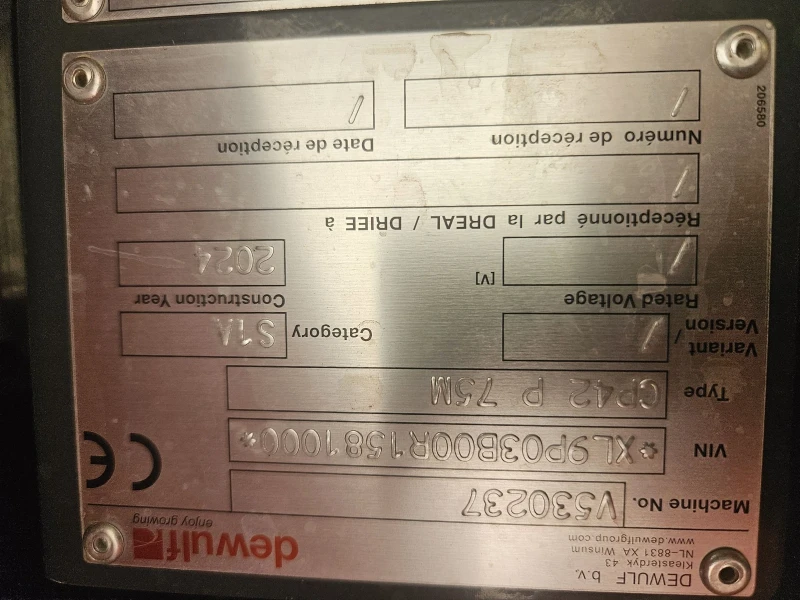 DEWULF b.v.
Kleasterdyk 43
NL-8831 XA Winsum
www.dewulfgroup.com
dewulf
enjoy growing
Machine No. V530237
CE
VIN *XL9P03B00R1581000*
Type CP42 P 75M
Variant / Version /
Category S1A
Rated Voltage / [V]
Construction Year 2024
Réceptionné par la DREAL / DRIEE à
/
Numéro de réception /
Date de réception /
206580